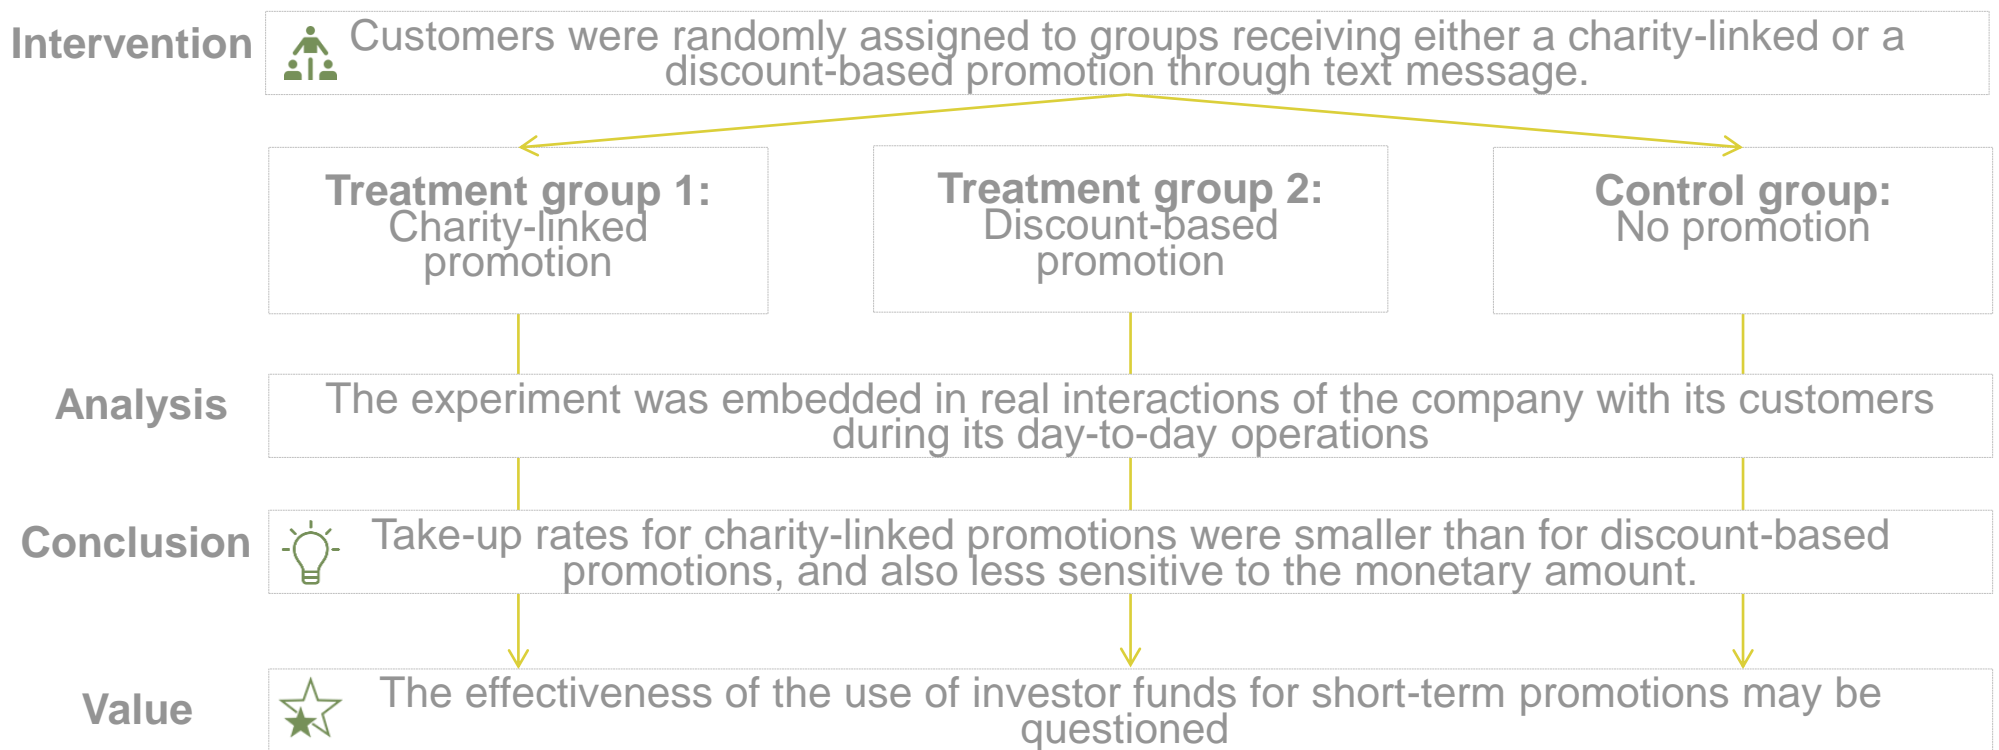 Intervention
Customers were randomly assigned to groups receiving either a charity-linked or a
discount-based promotion through text message.
Treatment group 1:
Charity-linked
promotion
Treatment group 2:
Discount-based
promotion
Control group:
No promotion
Analysis
The experiment was embedded in real interactions of the company with its customers
during its day-to-day operations
Conclusion
Take-up rates for charity-linked promotions were smaller than for discount-based
promotions, and also less sensitive to the monetary amount.
Value
The effectiveness of the use of investor funds for short-term promotions may be
questioned